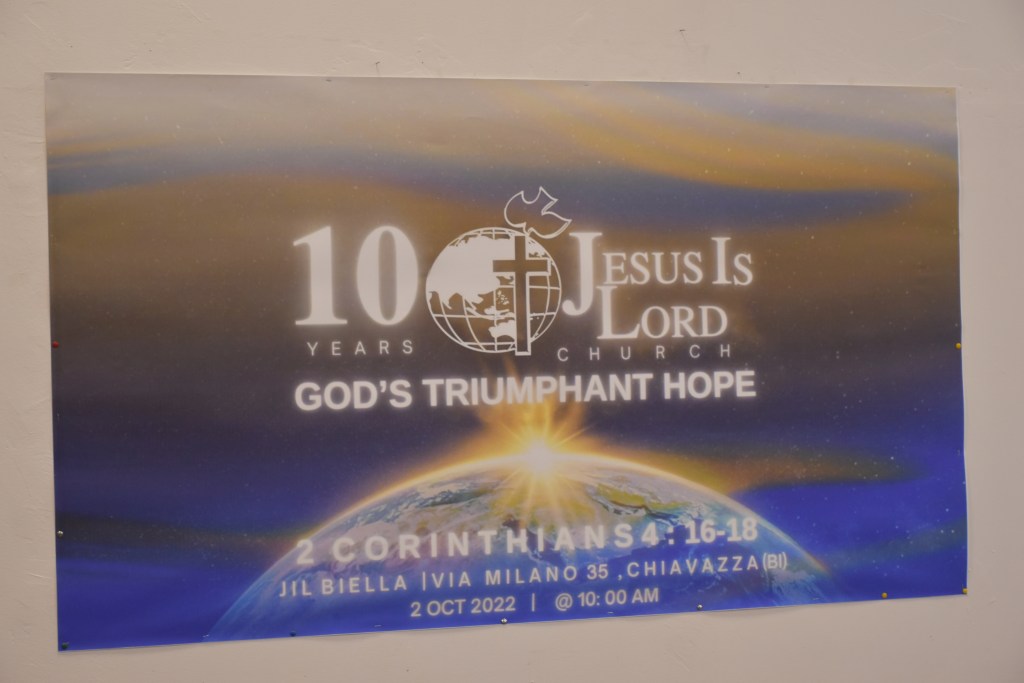 10 JESUS IS
LORD
YEARS CHURCH
GOD'S TRIUMPHANT HOPE
2 CORINTHIANS 4 : 16-18
JIL BIELLA | VIA MILANO 35 , CHIAVAZZA (BI)
2 OCT 2022 | @ 10: 00 AM